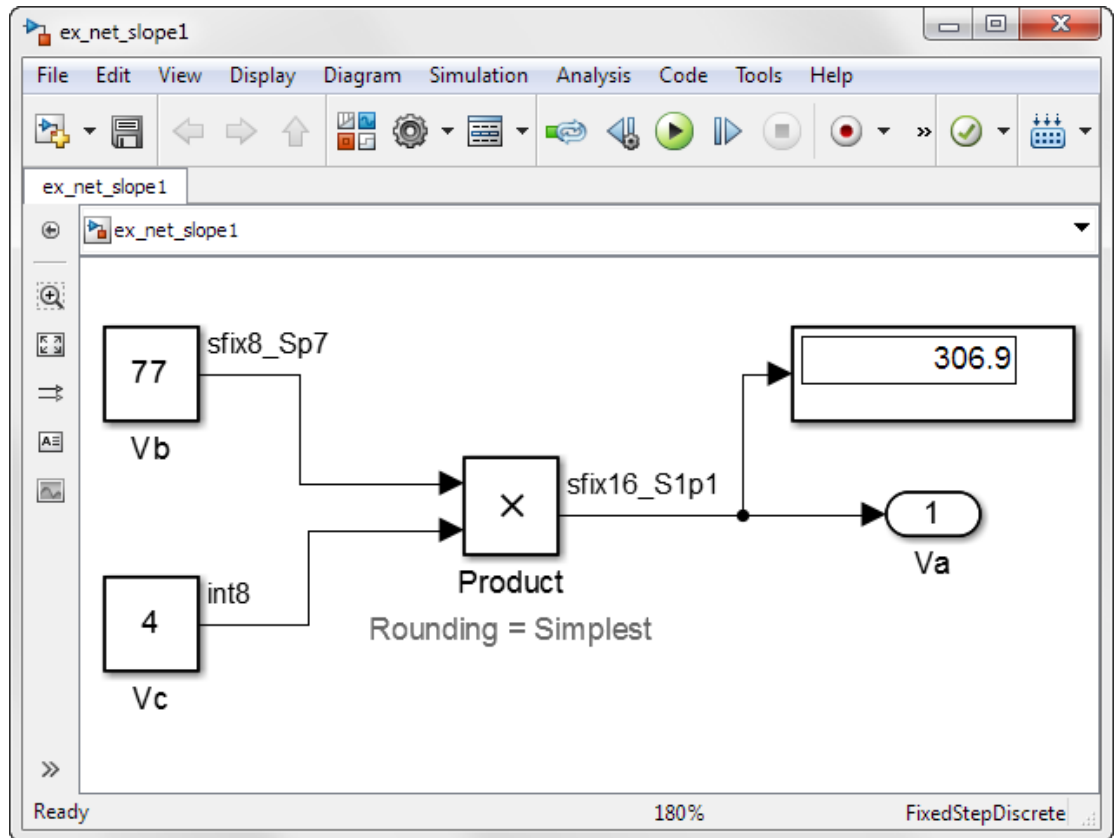 ex_net_slope1
File Edit View Display Diagram Simulation Analysis Code Tools Help
»
ex_net_slope1
ex_net_slope1
sfix8_Sp7
77
Vb
306.9
sfix16_S1p1
×
1
Va
Product
int8
4
Rounding = Simplest
Vc
»
Ready 180% FixedStepDiscrete